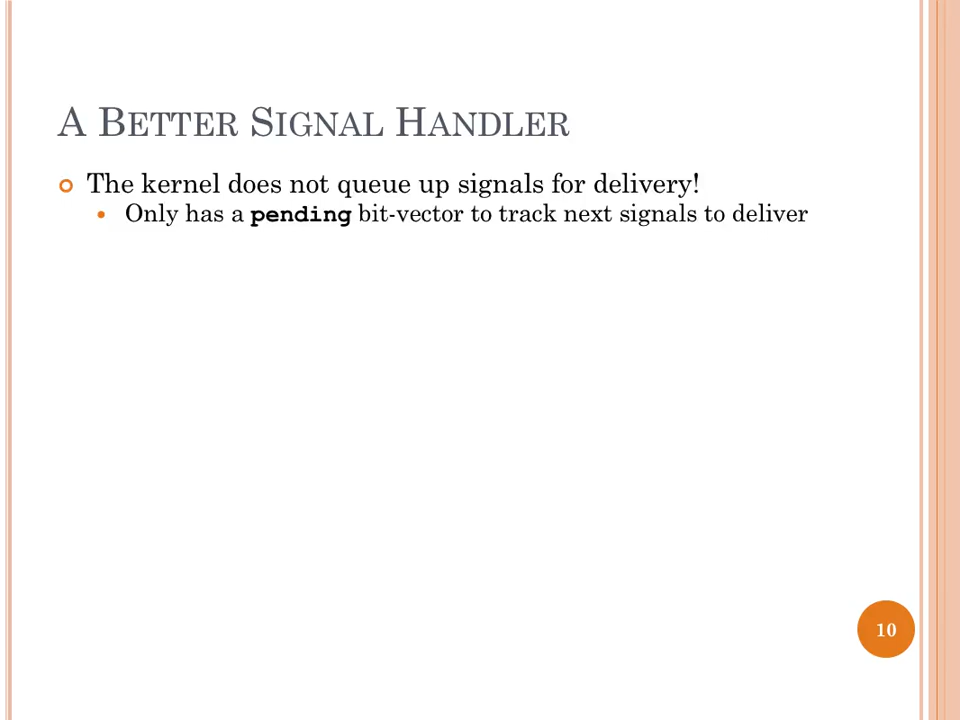 A Better Signal Handler
The kernel does not queue up signals for delivery!
Only has a pending bit-vector to track next signals to deliver
10